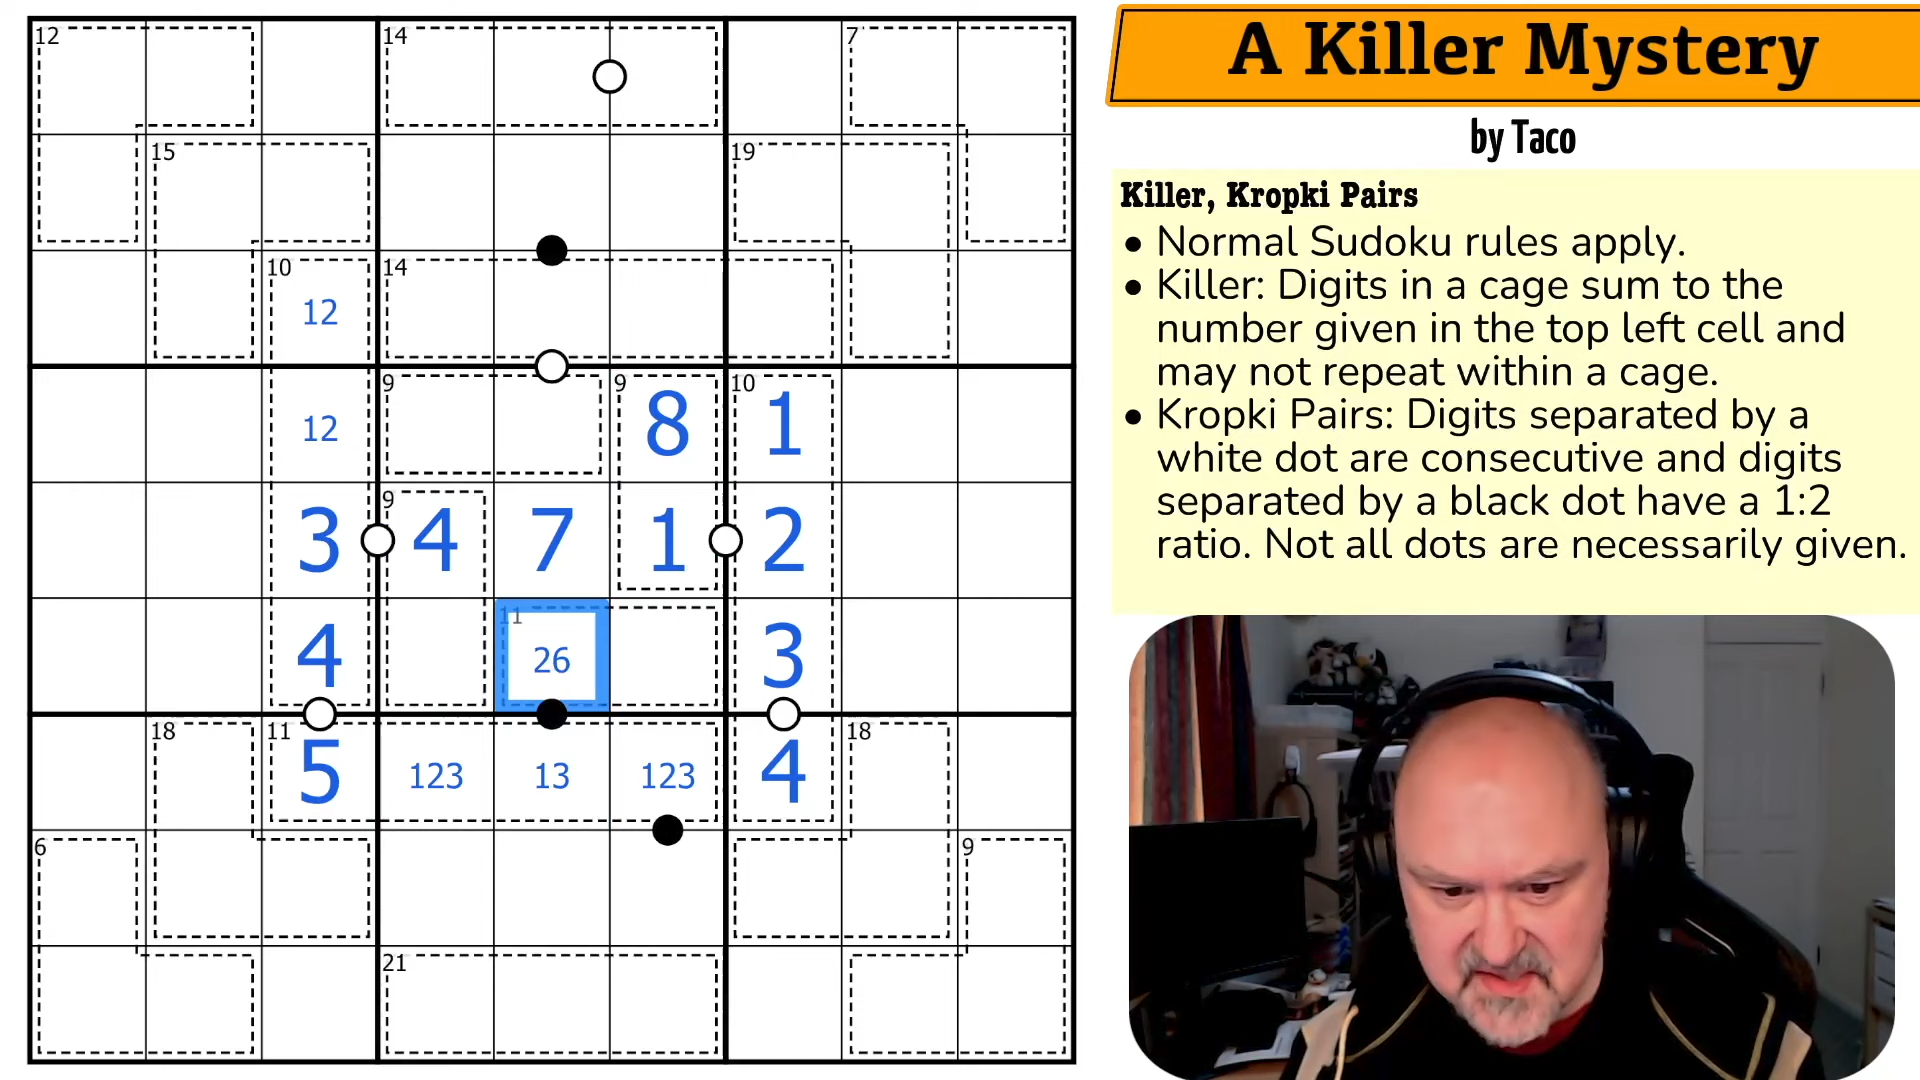 12 14 7
A Killer Mystery
by Taco
15 19
Killer, Kropki Pairs
• Normal Sudoku rules apply.
10 14
12
• Killer: Digits in a cage sum to the
number given in the top left cell and
may not repeat within a cage.
9 9 10
12 8 1
• Kropki Pairs: Digits separated by a
white dot are consecutive and digits
separated by a black dot have a 1:2
ratio. Not all dots are necessarily given.
9
3 4 7 1 2
11
4 26 3
18 11 18
5 123 13 123 4
6 9
21